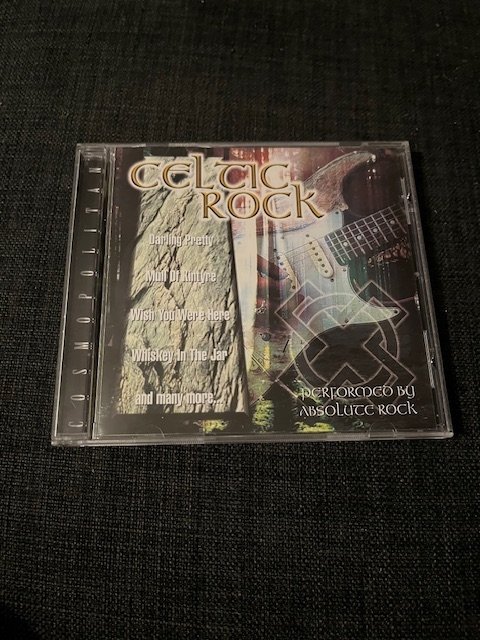 COSMOPOLITAN
CELTIC
ROCK
Darling Pretty
Mull Of Kintyre
Wish You Were Here
Whiskey In The Jar
and many more...
PERFORMED BY
ABSOLUTE ROCK